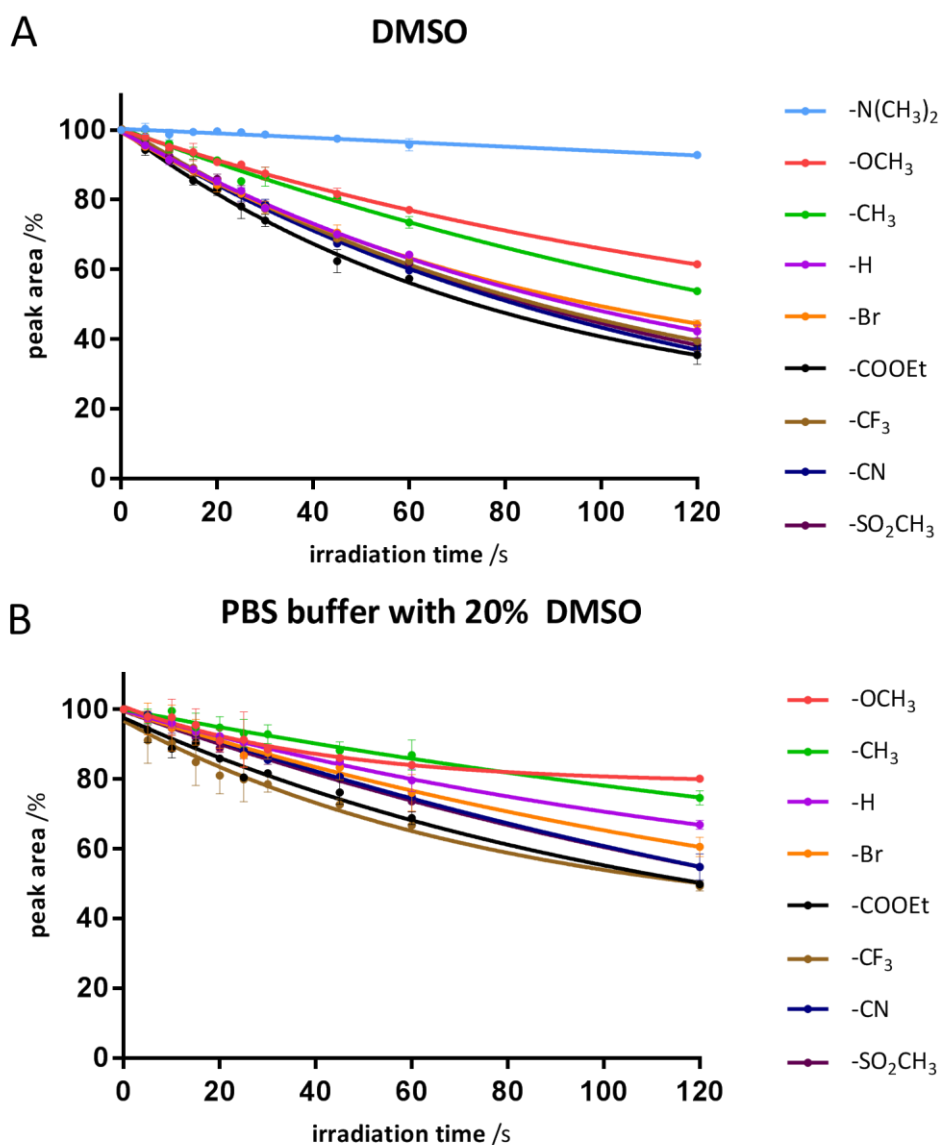 A
DMSO
peak area /%
100
80
60
40
20
0
0 20 40 60 80 100 120
irradiation time /s
-N(CH₃)₂
-OCH₃
-CH₃
-H
-Br
-COOEt
-CF₃
-CN
-SO₂CH₃
B
PBS buffer with 20% DMSO
peak area /%
100
80
60
40
20
0
0 20 40 60 80 100 120
irradiation time /s
-OCH₃
-CH₃
-H
-Br
-COOEt
-CF₃
-CN
-SO₂CH₃